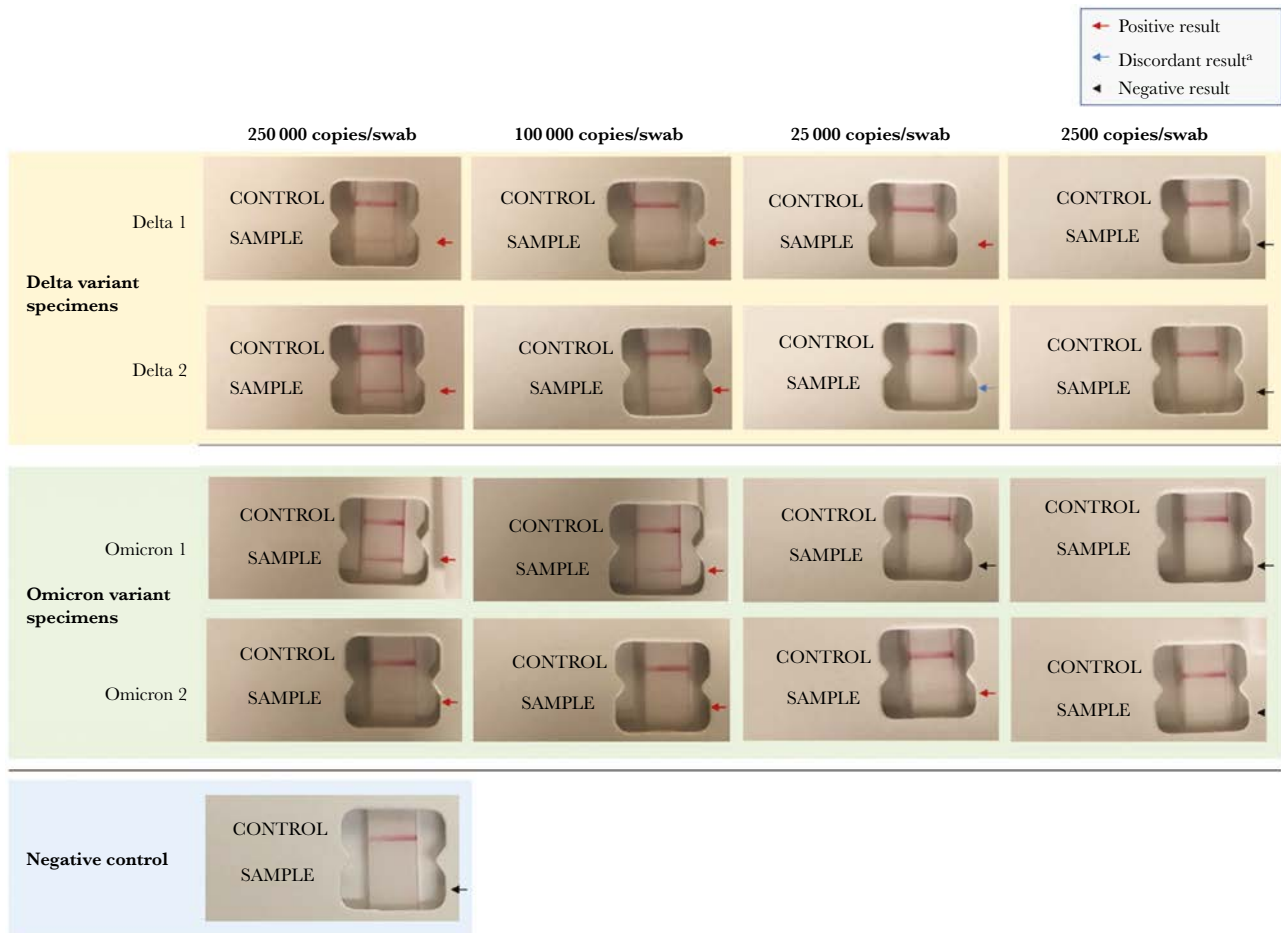 Positive result
Discordant resultᵃ
Negative result
250 000 copies/swab 100 000 copies/swab 25 000 copies/swab 2500 copies/swab
CONTROL CONTROL CONTROL CONTROL
Delta 1
SAMPLE SAMPLE SAMPLE SAMPLE
Delta variant
specimens
CONTROL CONTROL CONTROL CONTROL
Delta 2
SAMPLE SAMPLE SAMPLE SAMPLE
CONTROL CONTROL CONTROL CONTROL
Omicron 1
SAMPLE SAMPLE SAMPLE SAMPLE
Omicron variant
specimens
CONTROL CONTROL CONTROL CONTROL
Omicron 2
SAMPLE SAMPLE SAMPLE SAMPLE
CONTROL
Negative control
SAMPLE